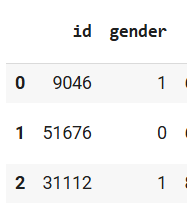 id gender
0 9046 1
1 51676 0
2 31112 1